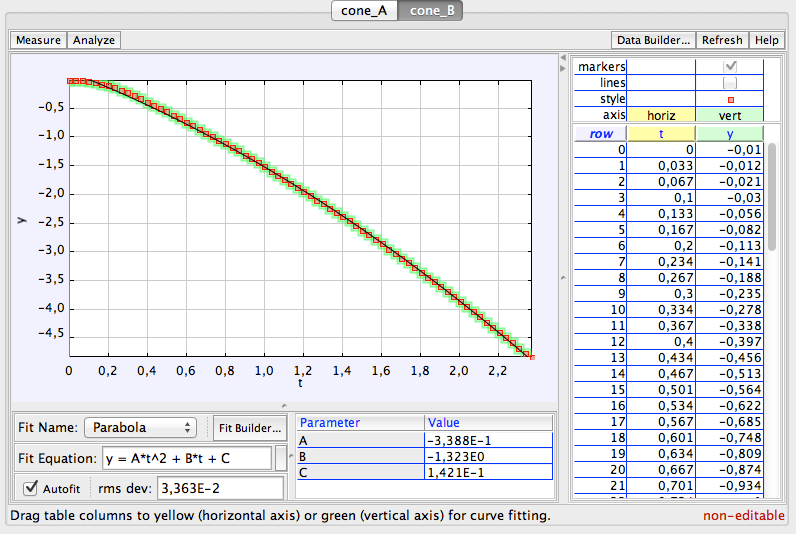 cone_A cone_B
Measure Analyze Data Builder... Refresh Help
markers
lines
style
axis horiz vert
row t y
0 0 −0,01
1 0,033 −0,012
2 0,067 −0,021
3 0,1 −0,03
4 0,133 −0,056
5 0,167 −0,082
6 0,2 −0,113
7 0,234 −0,141
8 0,267 −0,188
9 0,3 −0,235
10 0,334 −0,278
11 0,367 −0,338
12 0,4 −0,397
13 0,434 −0,456
14 0,467 −0,513
15 0,501 −0,564
16 0,534 −0,622
17 0,567 −0,685
18 0,601 −0,748
19 0,634 −0,809
20 0,667 −0,874
21 0,701 −0,934
−0,5
−1,0
−1,5
−2,0
−2,5
−3,0
−3,5
−4,0
−4,5
y
0 0,2 0,4 0,6 0,8 1,0 1,2 1,4 1,6 1,8 2,0 2,2
t
Fit Name: Parabola Fit Builder...
Fit Equation: y = A*t^2 + B*t + C
Autofit rms dev: 3,363E-2
Parameter Value
A −3,388E-1
B −1,323E0
C 1,421E-1
Drag table columns to yellow (horizontal axis) or green (vertical axis) for curve fitting. non-editable